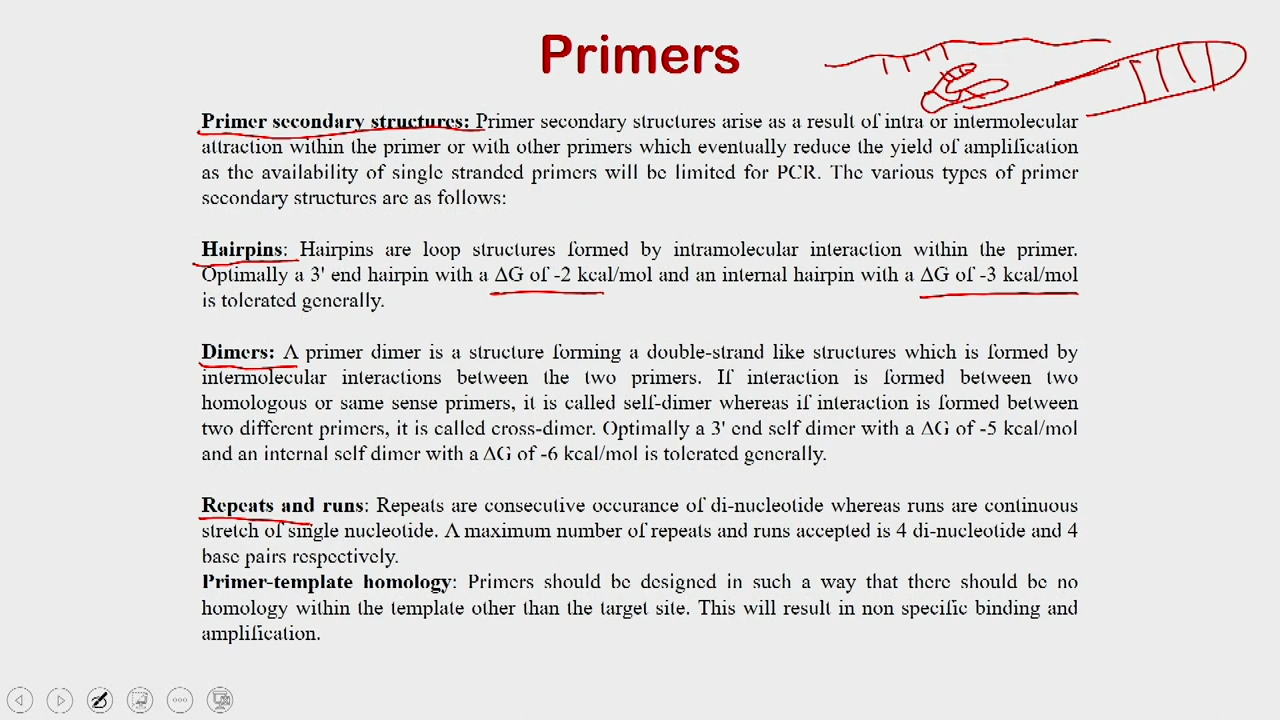 Primers
Primer secondary structures: Primer secondary structures arise as a result of intra or intermolecular
attraction within the primer or with other primers which eventually reduce the yield of amplification
as the availability of single stranded primers will be limited for PCR. The various types of primer
secondary structures are as follows:
Hairpins: Hairpins are loop structures formed by intramolecular interaction within the primer.
Optimally a 3' end hairpin with a ΔG of -2 kcal/mol and an internal hairpin with a ΔG of -3 kcal/mol
is tolerated generally.
Dimers: A primer dimer is a structure forming a double-strand like structures which is formed by
intermolecular interactions between the two primers. If interaction is formed between two
homologous or same sense primers, it is called self-dimer whereas if interaction is formed between
two different primers, it is called cross-dimer. Optimally a 3' end self dimer with a ΔG of -5 kcal/mol
and an internal self dimer with a ΔG of -6 kcal/mol is tolerated generally.
Repeats and runs: Repeats are consecutive occurance of di-nucleotide whereas runs are continuous
stretch of single nucleotide. A maximum number of repeats and runs accepted is 4 di-nucleotide and 4
base pairs respectively.
Primer-template homology: Primers should be designed in such a way that there should be no
homology within the template other than the target site. This will result in non specific binding and
amplification.